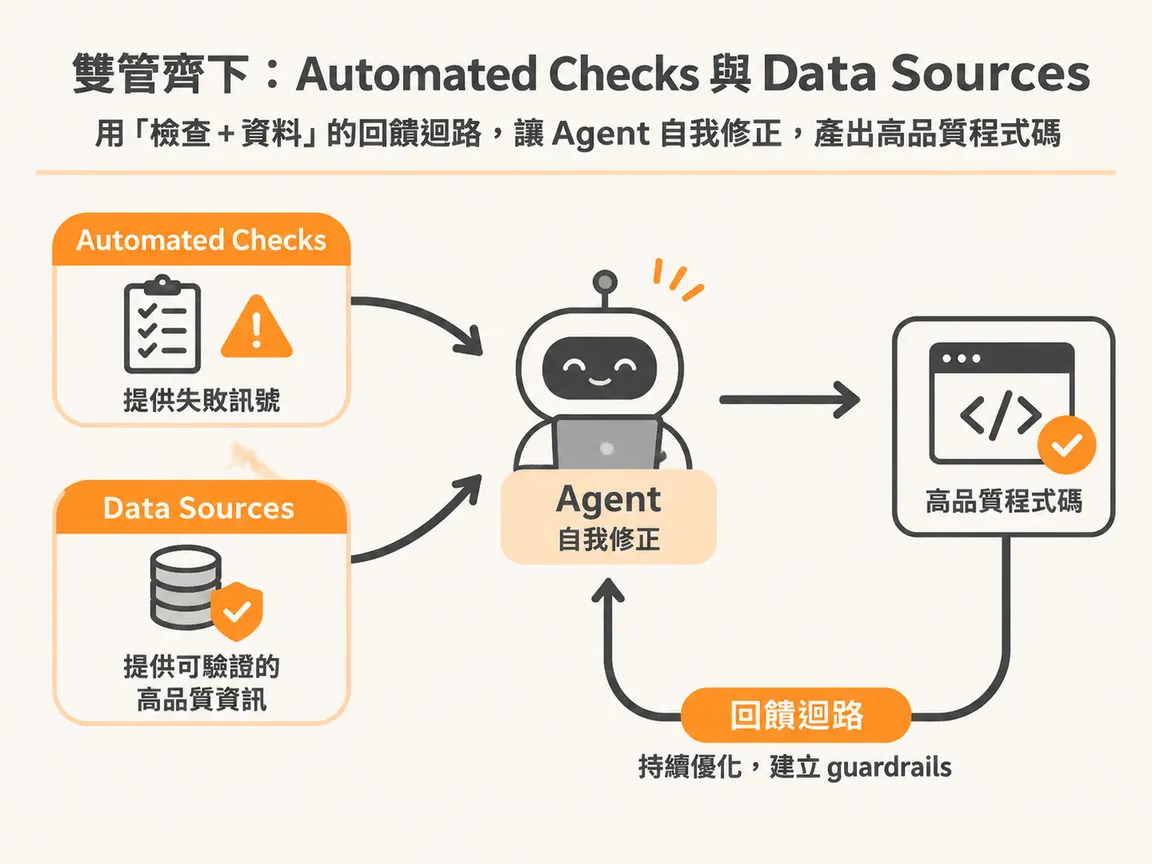 雙管齊下：Automated Checks 與 Data Sources
用「檢查 + 資料」的回饋迴路，讓 Agent 自我修正，產出高品質程式碼
Automated Checks
提供失敗訊號
Data Sources
提供可驗證的
高品質資訊
Agent
自我修正
</>
高品質程式碼
回饋迴路
持續優化，建立 guardrails